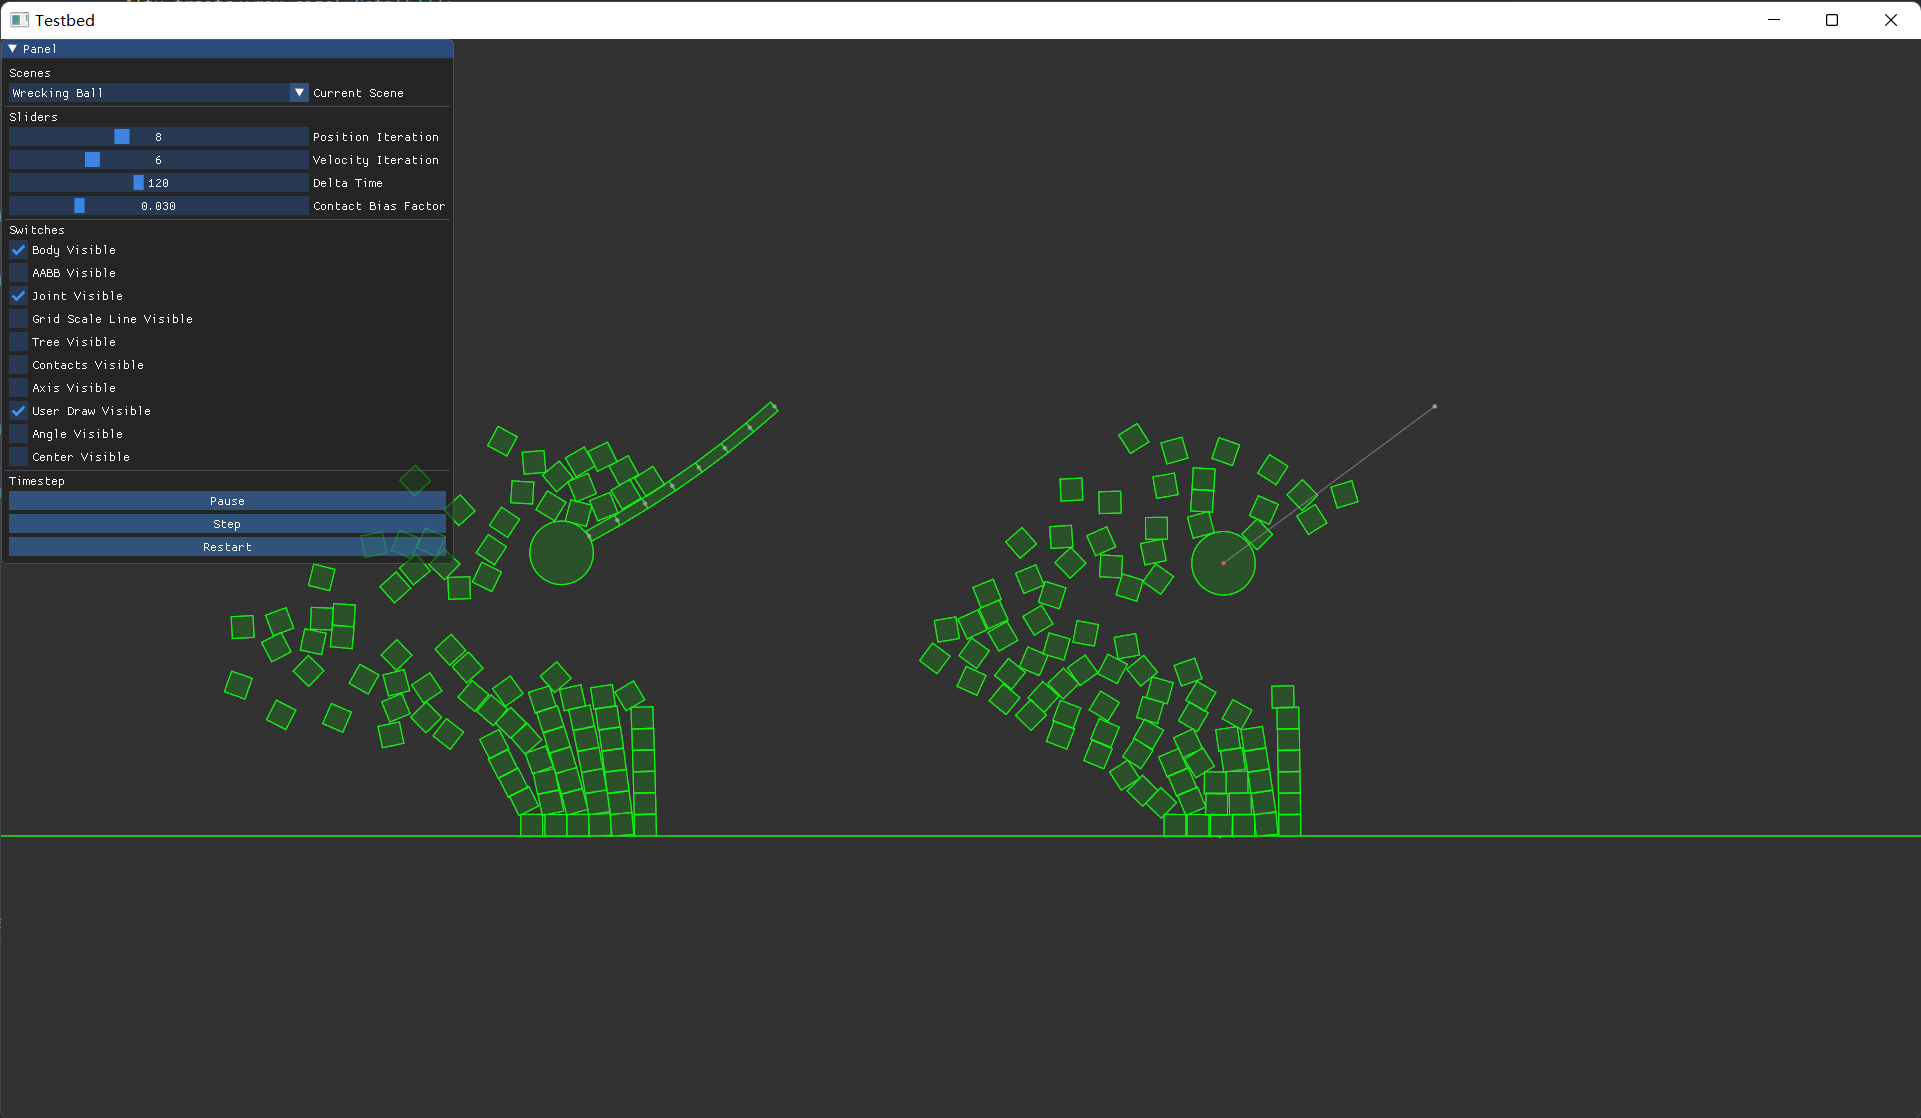 Testbed
Panel
Scenes
Wrecking Ball Current Scene
Sliders
8 Position Iteration
6 Velocity Iteration
120 Delta Time
0.030 Contact Bias Factor
Switches
Body Visible
AABB Visible
Joint Visible
Grid Scale Line Visible
Tree Visible
Contacts Visible
Axis Visible
User Draw Visible
Angle Visible
Center Visible
Timestep
Pause
Step
Restart